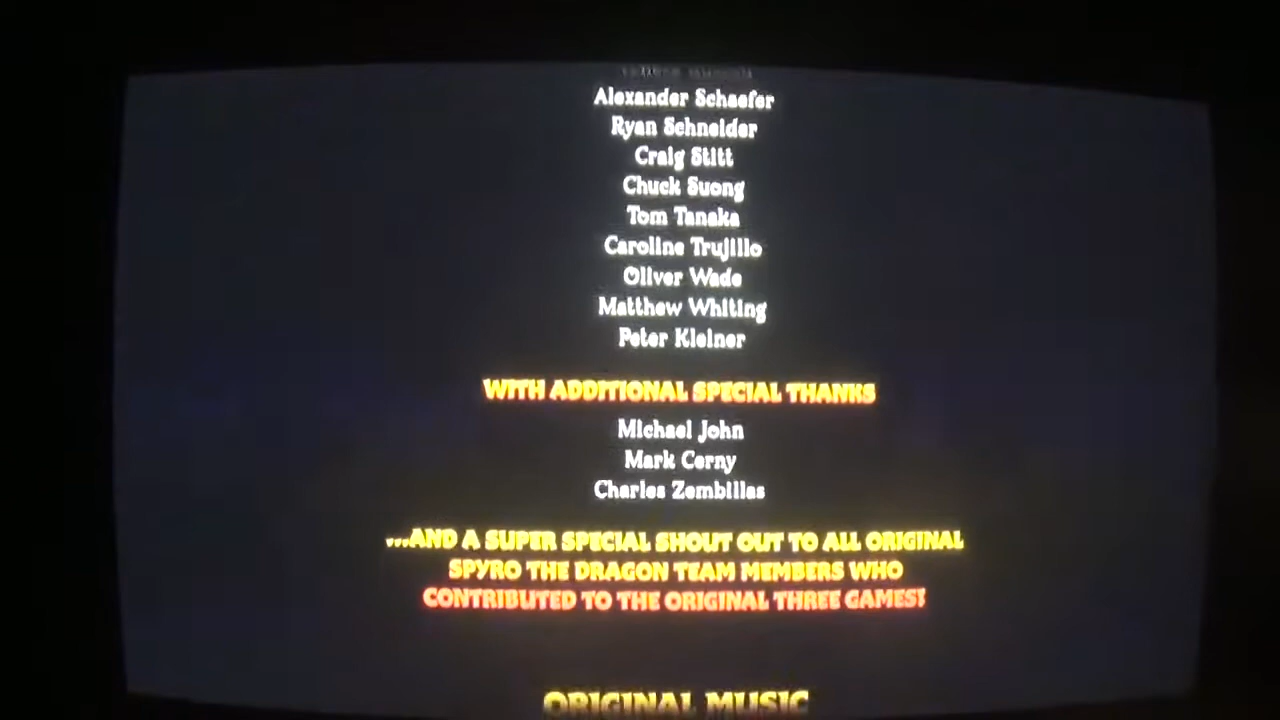 Alexander Schaefer
Ryan Schneider
Craig Stitt
Chuck Suong
Tom Tanaka
Caroline Trujillo
Oliver Wade
Matthew Whiting
Peter Kleiner
WITH ADDITIONAL SPECIAL THANKS
Michael John
Mark Cerny
Charles Zembillas
...AND A SUPER SPECIAL SHOUT OUT TO ALL ORIGINAL
SPYRO THE DRAGON TEAM MEMBERS WHO
CONTRIBUTED TO THE ORIGINAL THREE GAMES!
ORIGINAL MUSIC